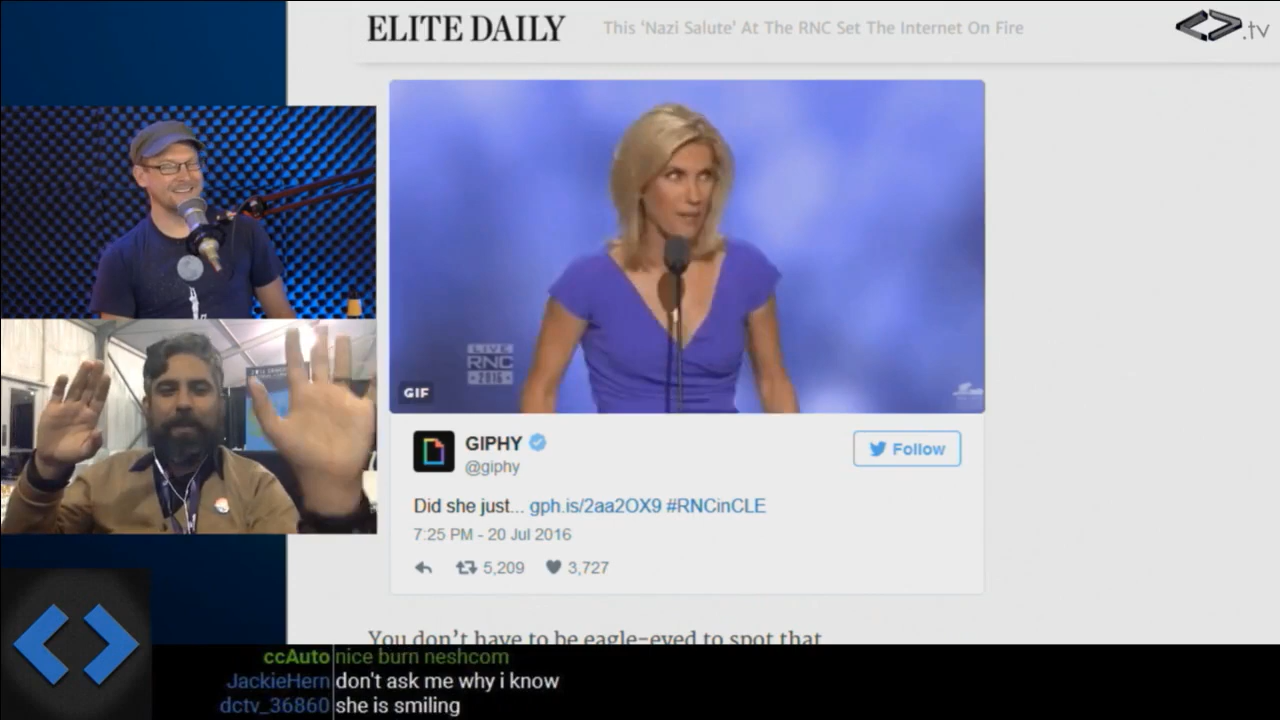 ELITE DAILY
This 'Nazi Salute' At The RNC Set The Internet On Fire
.tv
LIVE
RNC
2016
GIF
GIPHY
@giphy
Follow
Did she just... gph.is/2aa2OX9 #RNCinCLE
7:25 PM - 20 Jul 2016
5,209
3,727
You don't have to be eagle-eyed to spot that
ccAuto nice burn neshcom
JackieHern don't ask me why i know
dctv_36860 she is smiling